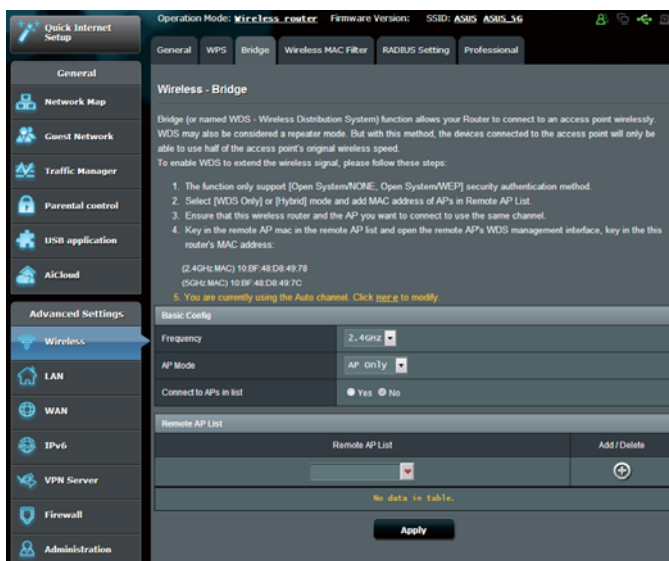 Quick Internet
Setup
Operation Mode: Wireless router Firmware Version: SSID: ASUS ASUS_5G
General WPS Bridge Wireless MAC Filter RADIUS Setting Professional
General
Network Map
Guest Network
Traffic Manager
Parental control
USB application
AiCloud
Advanced Settings
Wireless
LAN
WAN
IPv6
VPN Server
Firewall
Administration
Wireless - Bridge
Bridge (or named WDS - Wireless Distribution System) function allows your Router to connect to an access point wirelessly.
WDS may also be considered a repeater mode. But with this method, the devices connected to the access point will only be
able to use half of the access point's original wireless speed.
To enable WDS to extend the wireless signal, please follow these steps:
1. The function only support [Open System/NONE, Open System/WEP] security authentication method.
2. Select [WDS Only] or [Hybrid] mode and add MAC address of APs in Remote AP List.
3. Ensure that this wireless router and the AP you want to connect to use the same channel.
4. Key in the remote AP mac in the remote AP list and open the remote AP's WDS management interface, key in the this
router's MAC address:
(2.4GHz MAC) 10:BF:48:D8:49:78
(5GHz MAC) 10:BF:48:D8:49:7C
5. You are currently using the Auto channel. Click Here to modify.
Basic Config
Frequency 2.4GHz
AP Mode AP Only
Connect to APs in list Yes No
Remote AP List
Remote AP List Add / Delete
No data in table.
Apply